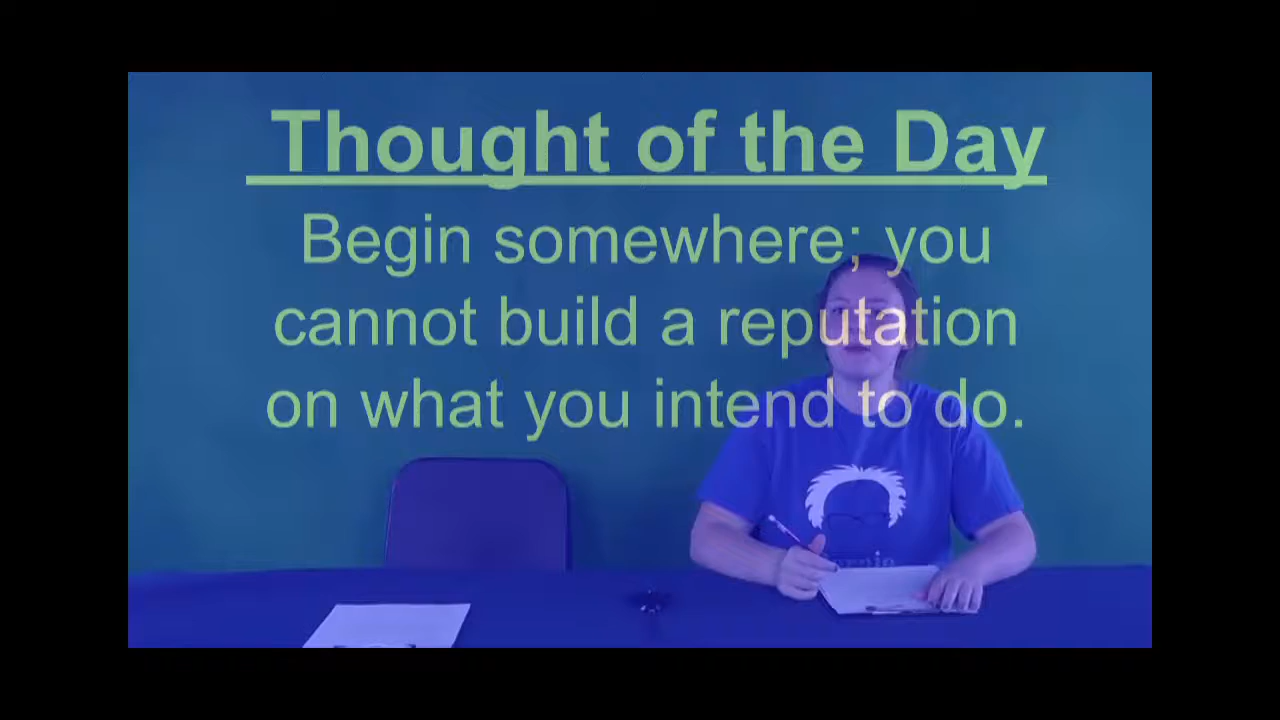 Thought of the Day
Begin somewhere; you
cannot build a reputation
on what you intend to do.